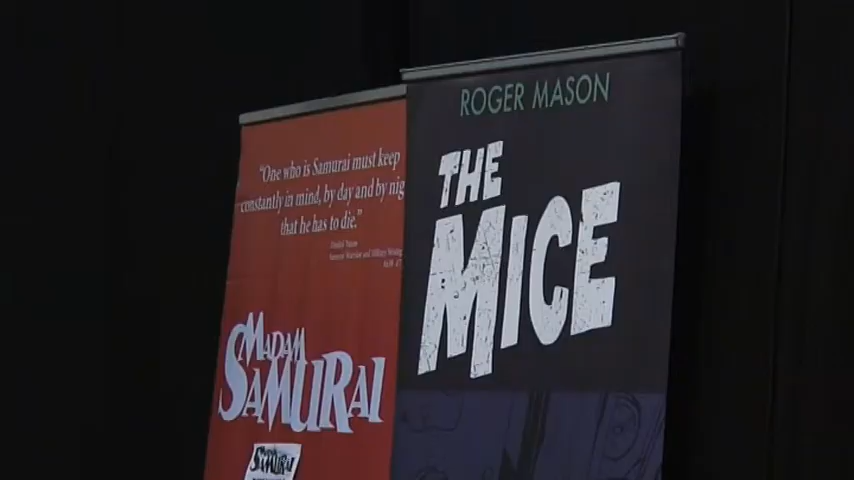 "One who is Samurai must keep
constantly in mind, by day and by nig
that he has to die."
MADAM
SAMURAI
SAMURAI
ROGER MASON
THE
MICE